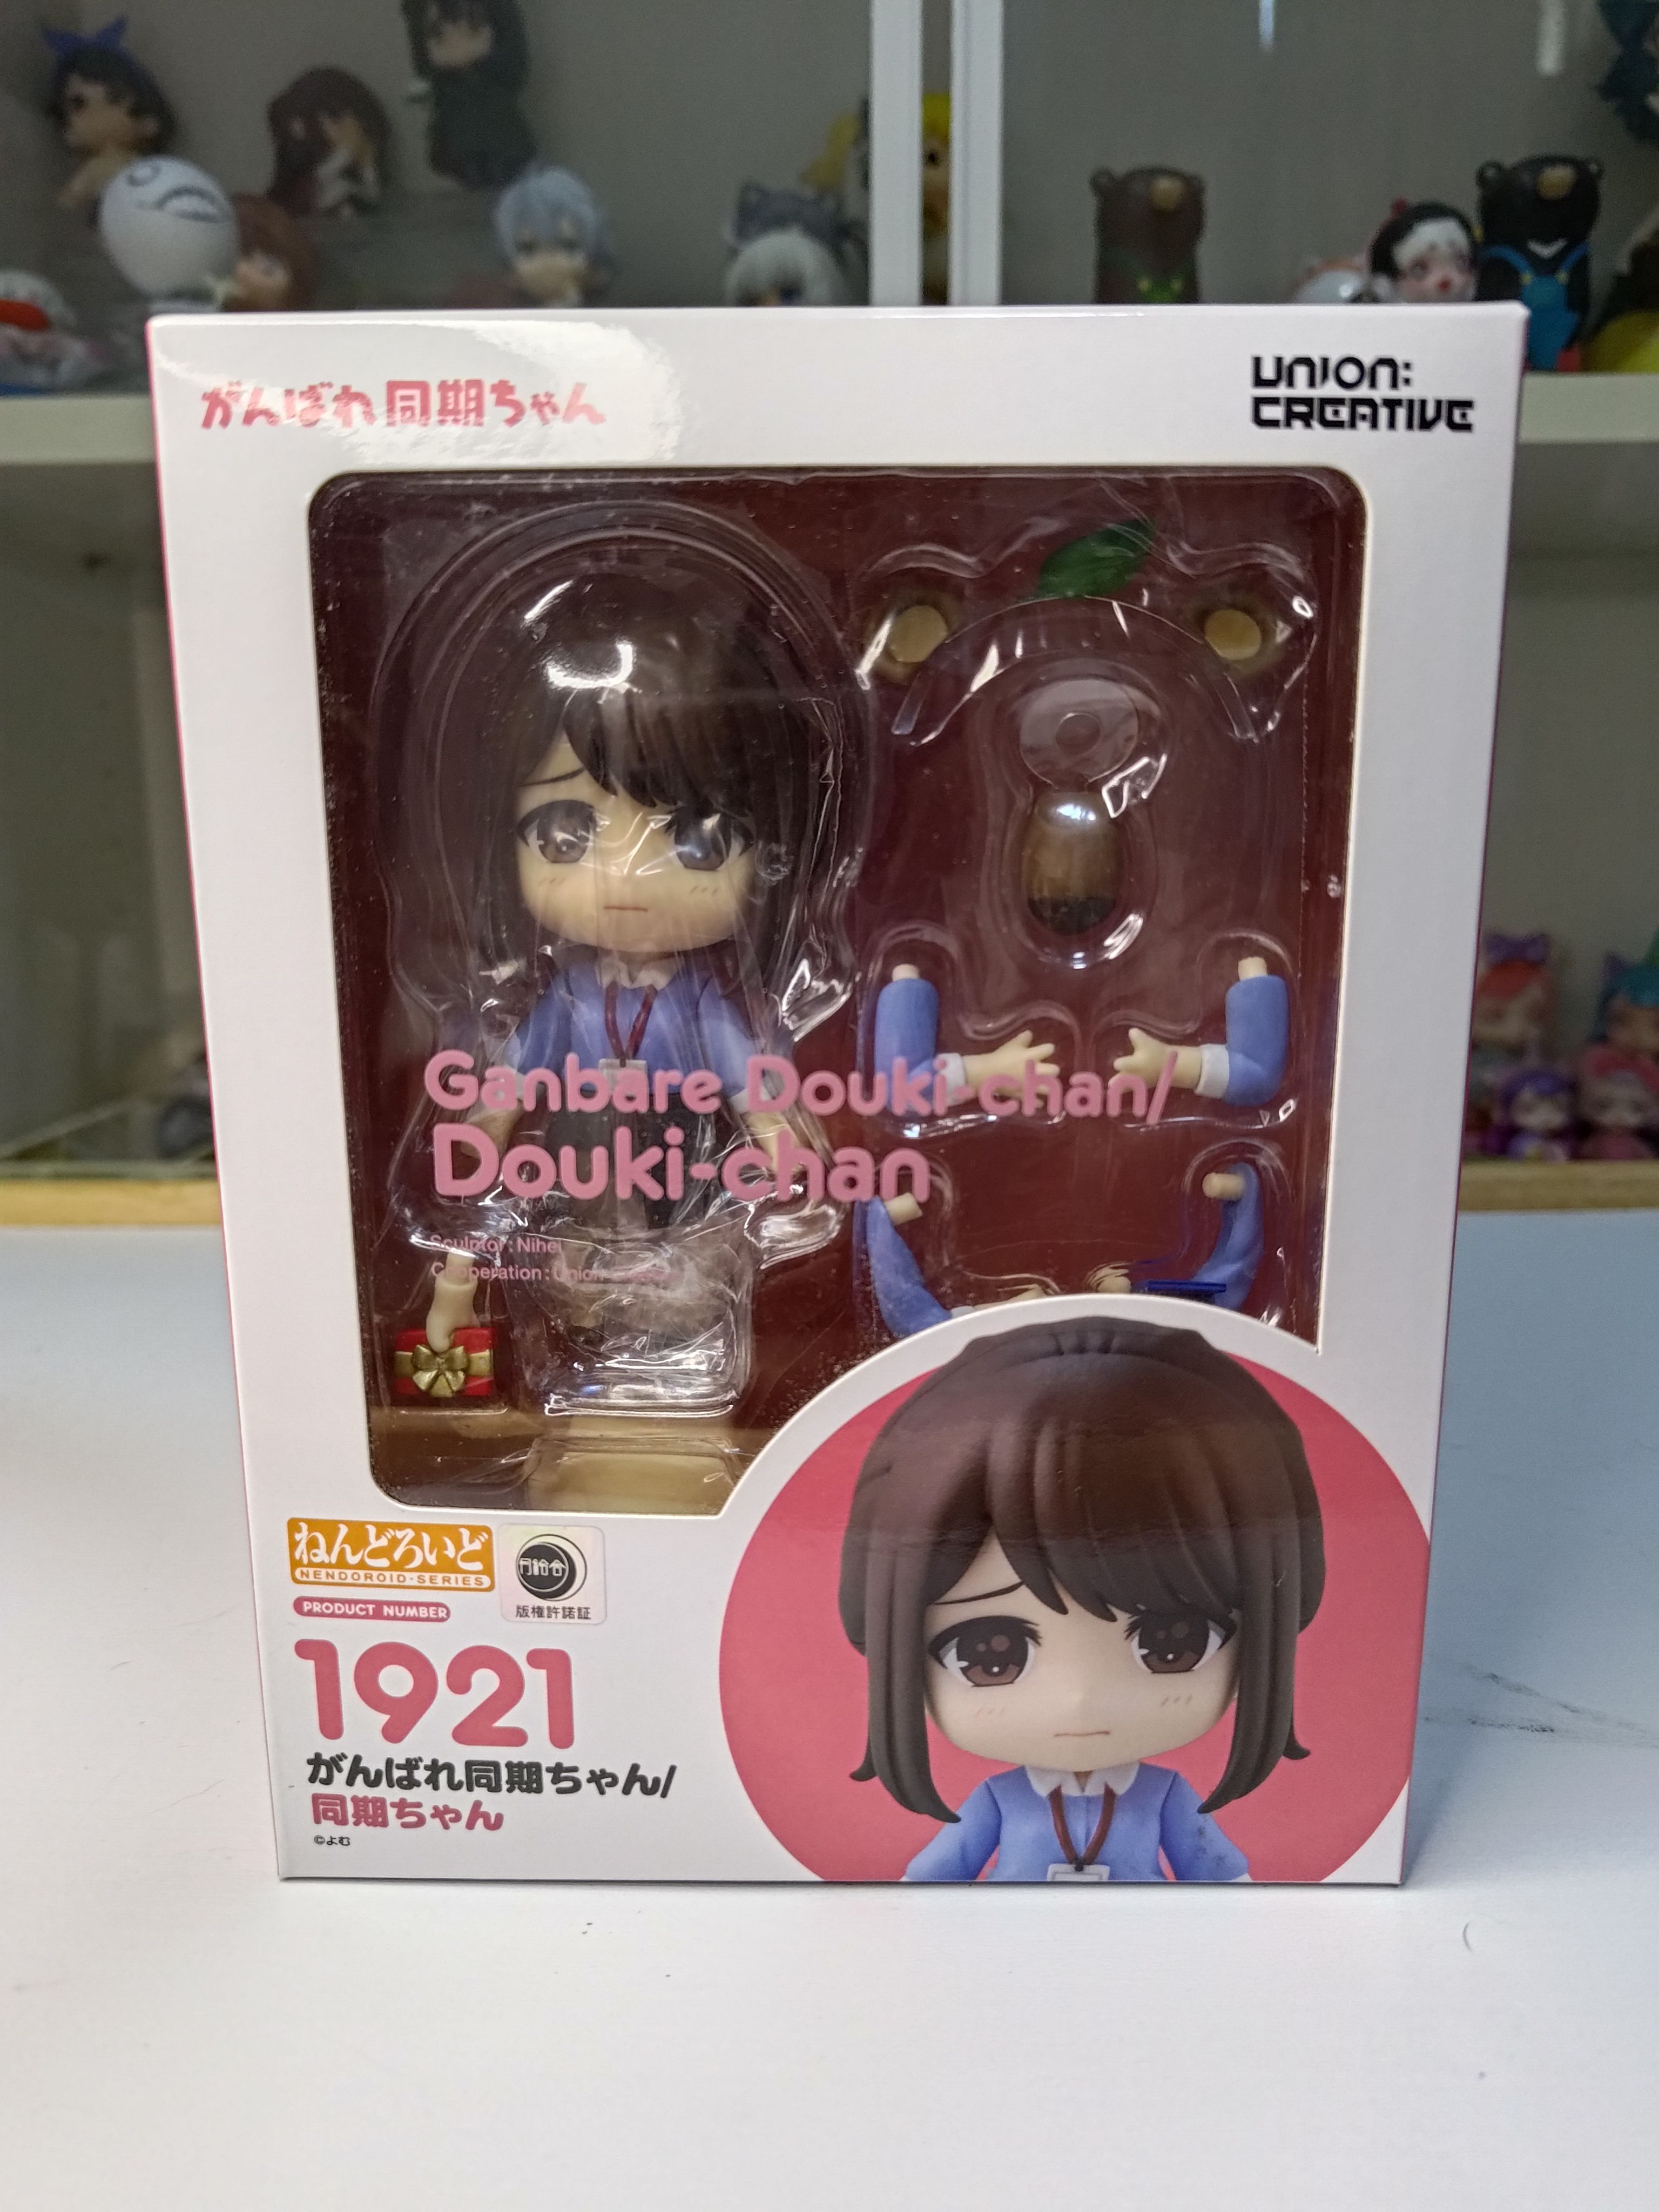 がんばれ同期ちゃん
UNION:
CREATIVE
Ganbare Douki-chan/
Douki-chan
Sculptor:Nihei
Cooperation:Union
ねんどろいど
NENDOROID·SERIES
PRODUCT NUMBER
版権許諾証
1921
がんばれ同期ちゃん/
同期ちゃん
©よむ